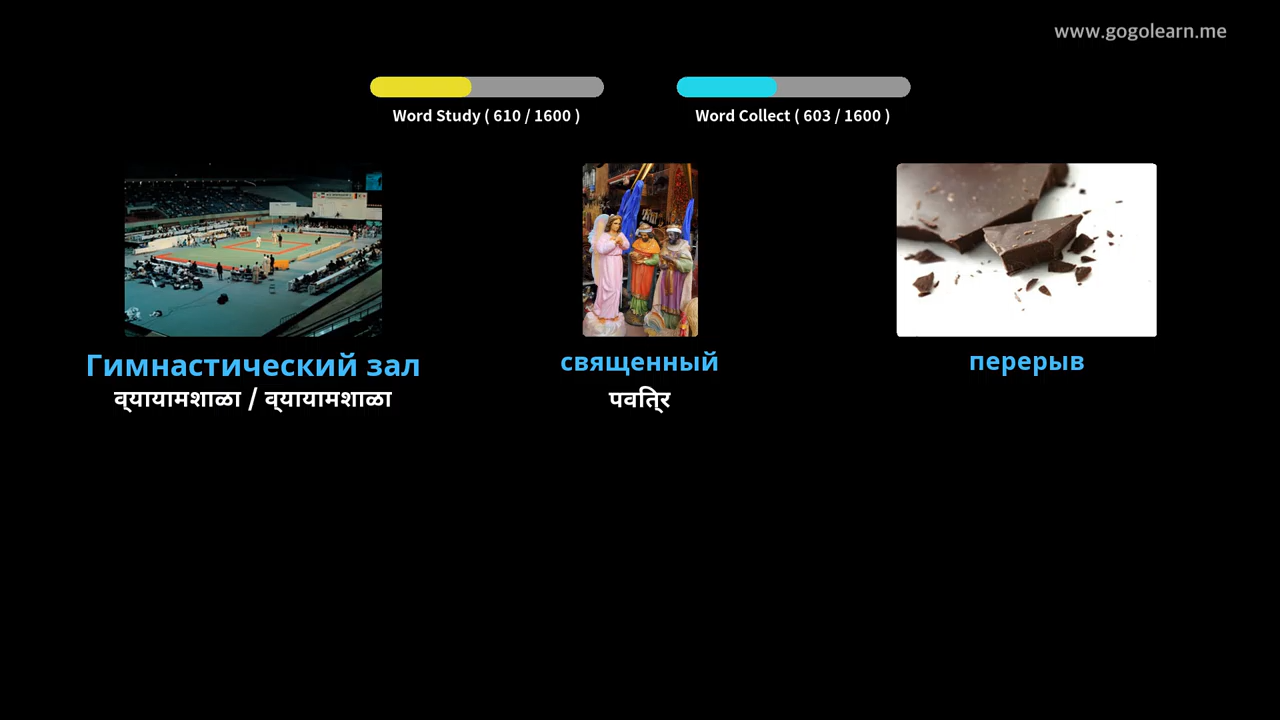 www.gogolearn.me
Word Study ( 610 / 1600 )
Word Collect ( 603 / 1600 )
Гимнастический зал
व्यायामशाळा / व्यायामशाळा
священный
पवित्र
перерыв